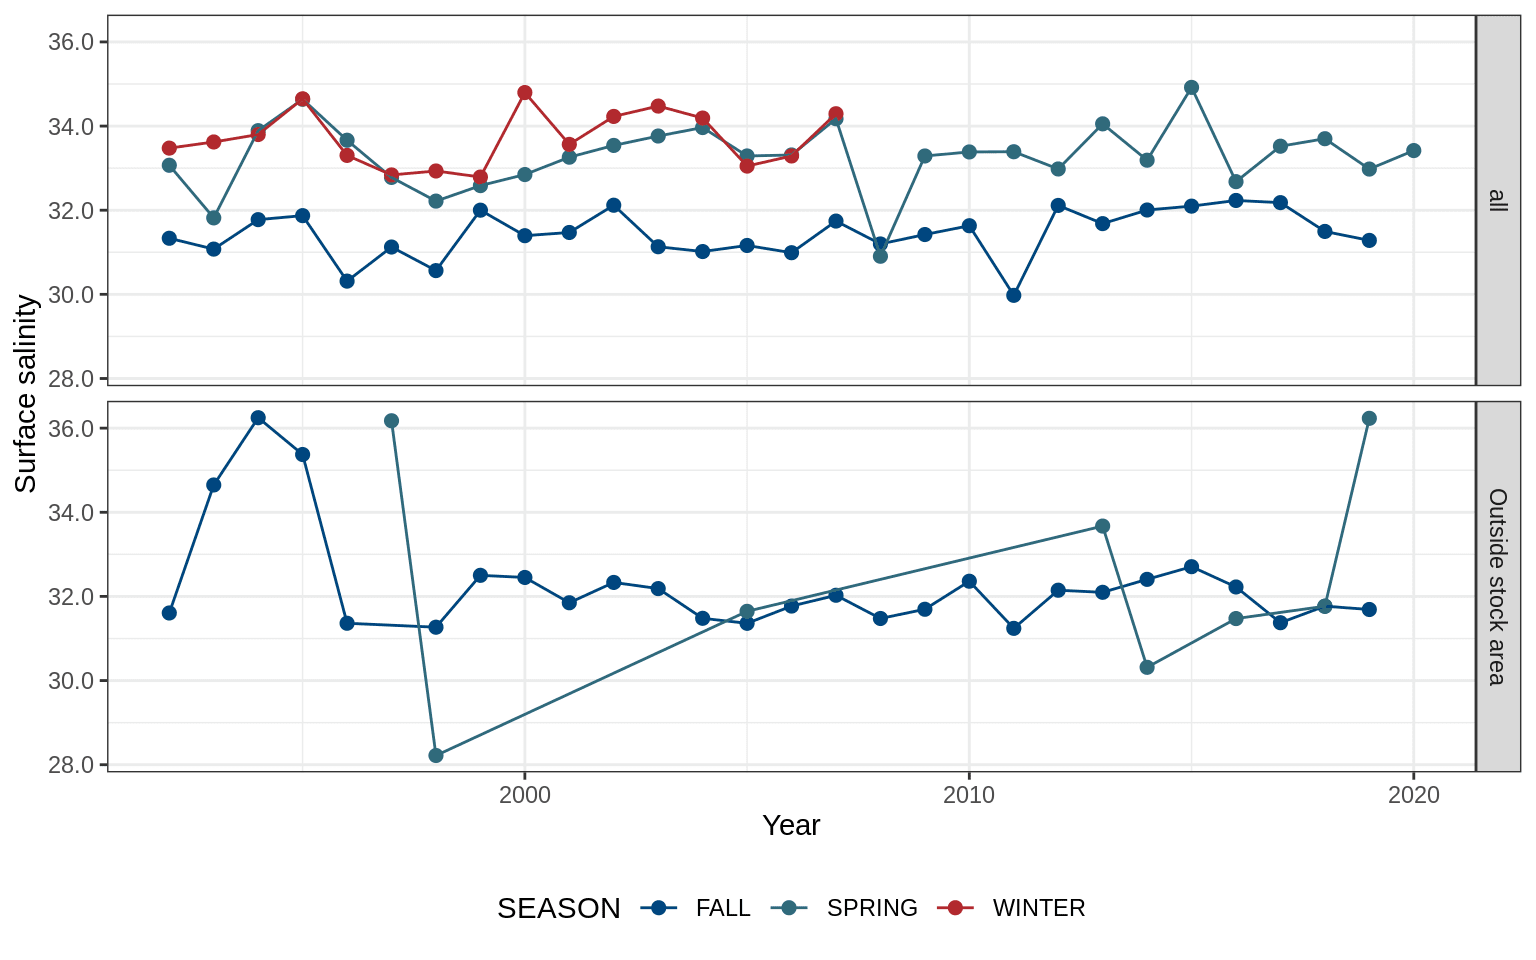 36.0
34.0
32.0
30.0
28.0
all
Surface salinity
36.0
34.0
32.0
30.0
28.0
Outside stock area
2000 2010 2020
Year
SEASON FALL SPRING WINTER